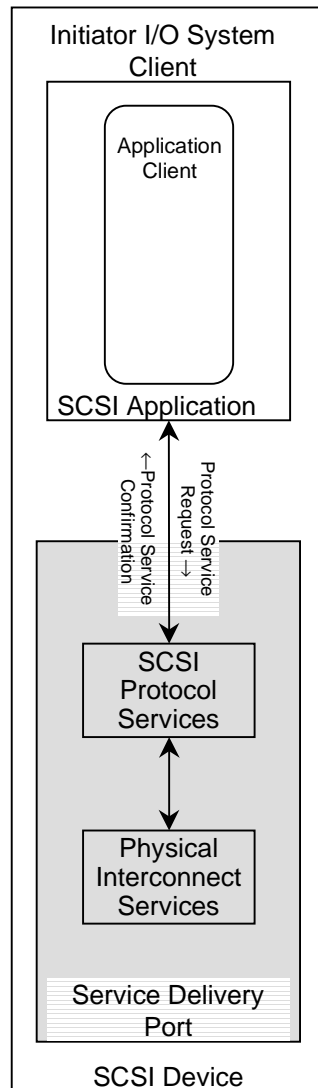 Initiator I/O System
Client
Application
Client
SCSI Application
Protocol Service
Request →
←Protocol Service
Confirmation
SCSI
Protocol
Services
Physical
Interconnect
Services
Service Delivery
Port
SCSI Device